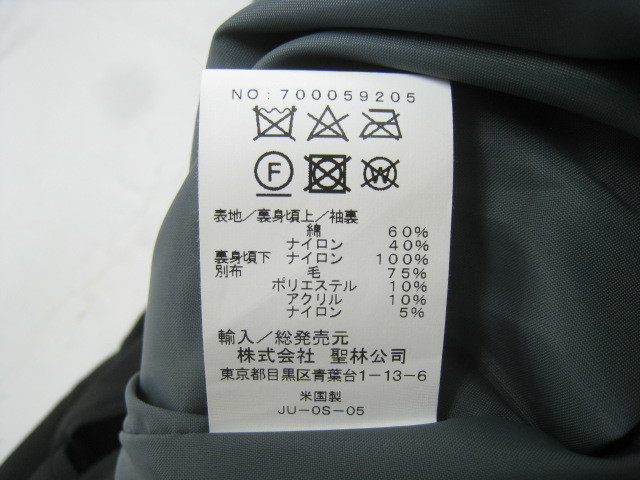 NO:700059205
F W
表地/裏身頃上/袖裏
綿 60%
ナイロン 40%
裏身頃下 ナイロン 100%
別布 毛 75%
ポリエステル 10%
アクリル 10%
ナイロン 5%
輸入/総発売元
株式会社 聖林公司
東京都目黒区青葉台1-13-6
米国製
JU-OS-05